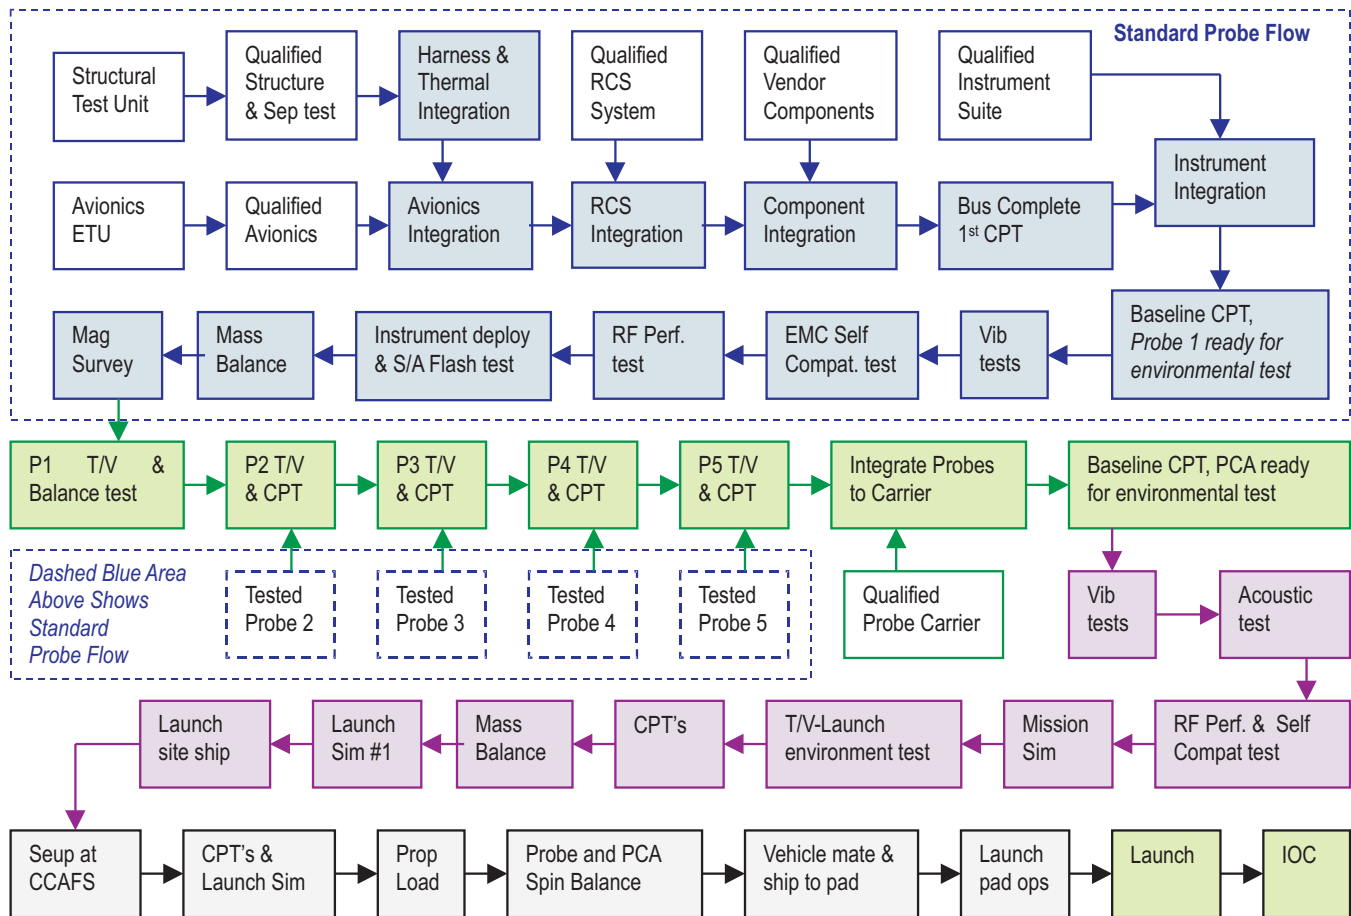 Standard Probe Flow
Structural
Test Unit
Qualified
Structure
& Sep test
Harness &
Thermal
Integration
Qualified
RCS
System
Qualified
Vendor
Components
Qualified
Instrument
Suite
Instrument
Integration
Avionics
ETU
Qualified
Avionics
Avionics
Integration
RCS
Integration
Component
Integration
Bus Complete
1st CPT
Mag
Survey
Mass
Balance
Instrument deploy
& S/A Flash test
RF Perf.
test
EMC Self
Compat. test
Vib
tests
Baseline CPT,
Probe 1 ready for
environmental test
P1 T/V &
Balance test
P2 T/V
& CPT
P3 T/V
& CPT
P4 T/V
& CPT
P5 T/V
& CPT
Integrate Probes
to Carrier
Baseline CPT, PCA ready
for environmental test
Dashed Blue Area
Above Shows
Standard
Probe Flow
Tested
Probe 2
Tested
Probe 3
Tested
Probe 4
Tested
Probe 5
Qualified
Probe Carrier
Vib
tests
Acoustic
test
Launch
site ship
Launch
Sim #1
Mass
Balance
CPT's
T/V-Launch
environment test
Mission
Sim
RF Perf. & Self
Compat test
Seup at
CCAFS
CPT's &
Launch Sim
Prop
Load
Probe and PCA
Spin Balance
Vehicle mate &
ship to pad
Launch
pad ops
Launch
IOC